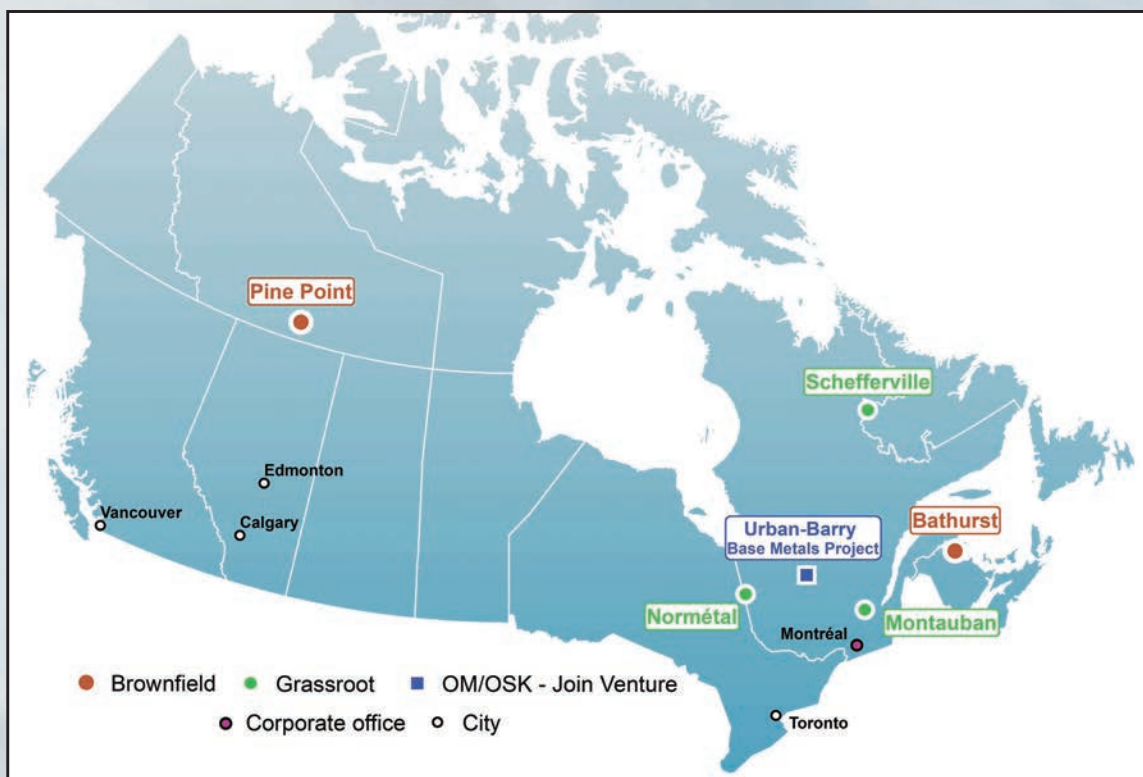 Pine Point
Schefferville
Edmonton
Vancouver
Calgary
Urban-Barry
Base Metals Project
Bathurst
Normétal
Montauban
Montréal
Brownfield
Grassroot
OM/OSK - Join Venture
Corporate office
City
Toronto